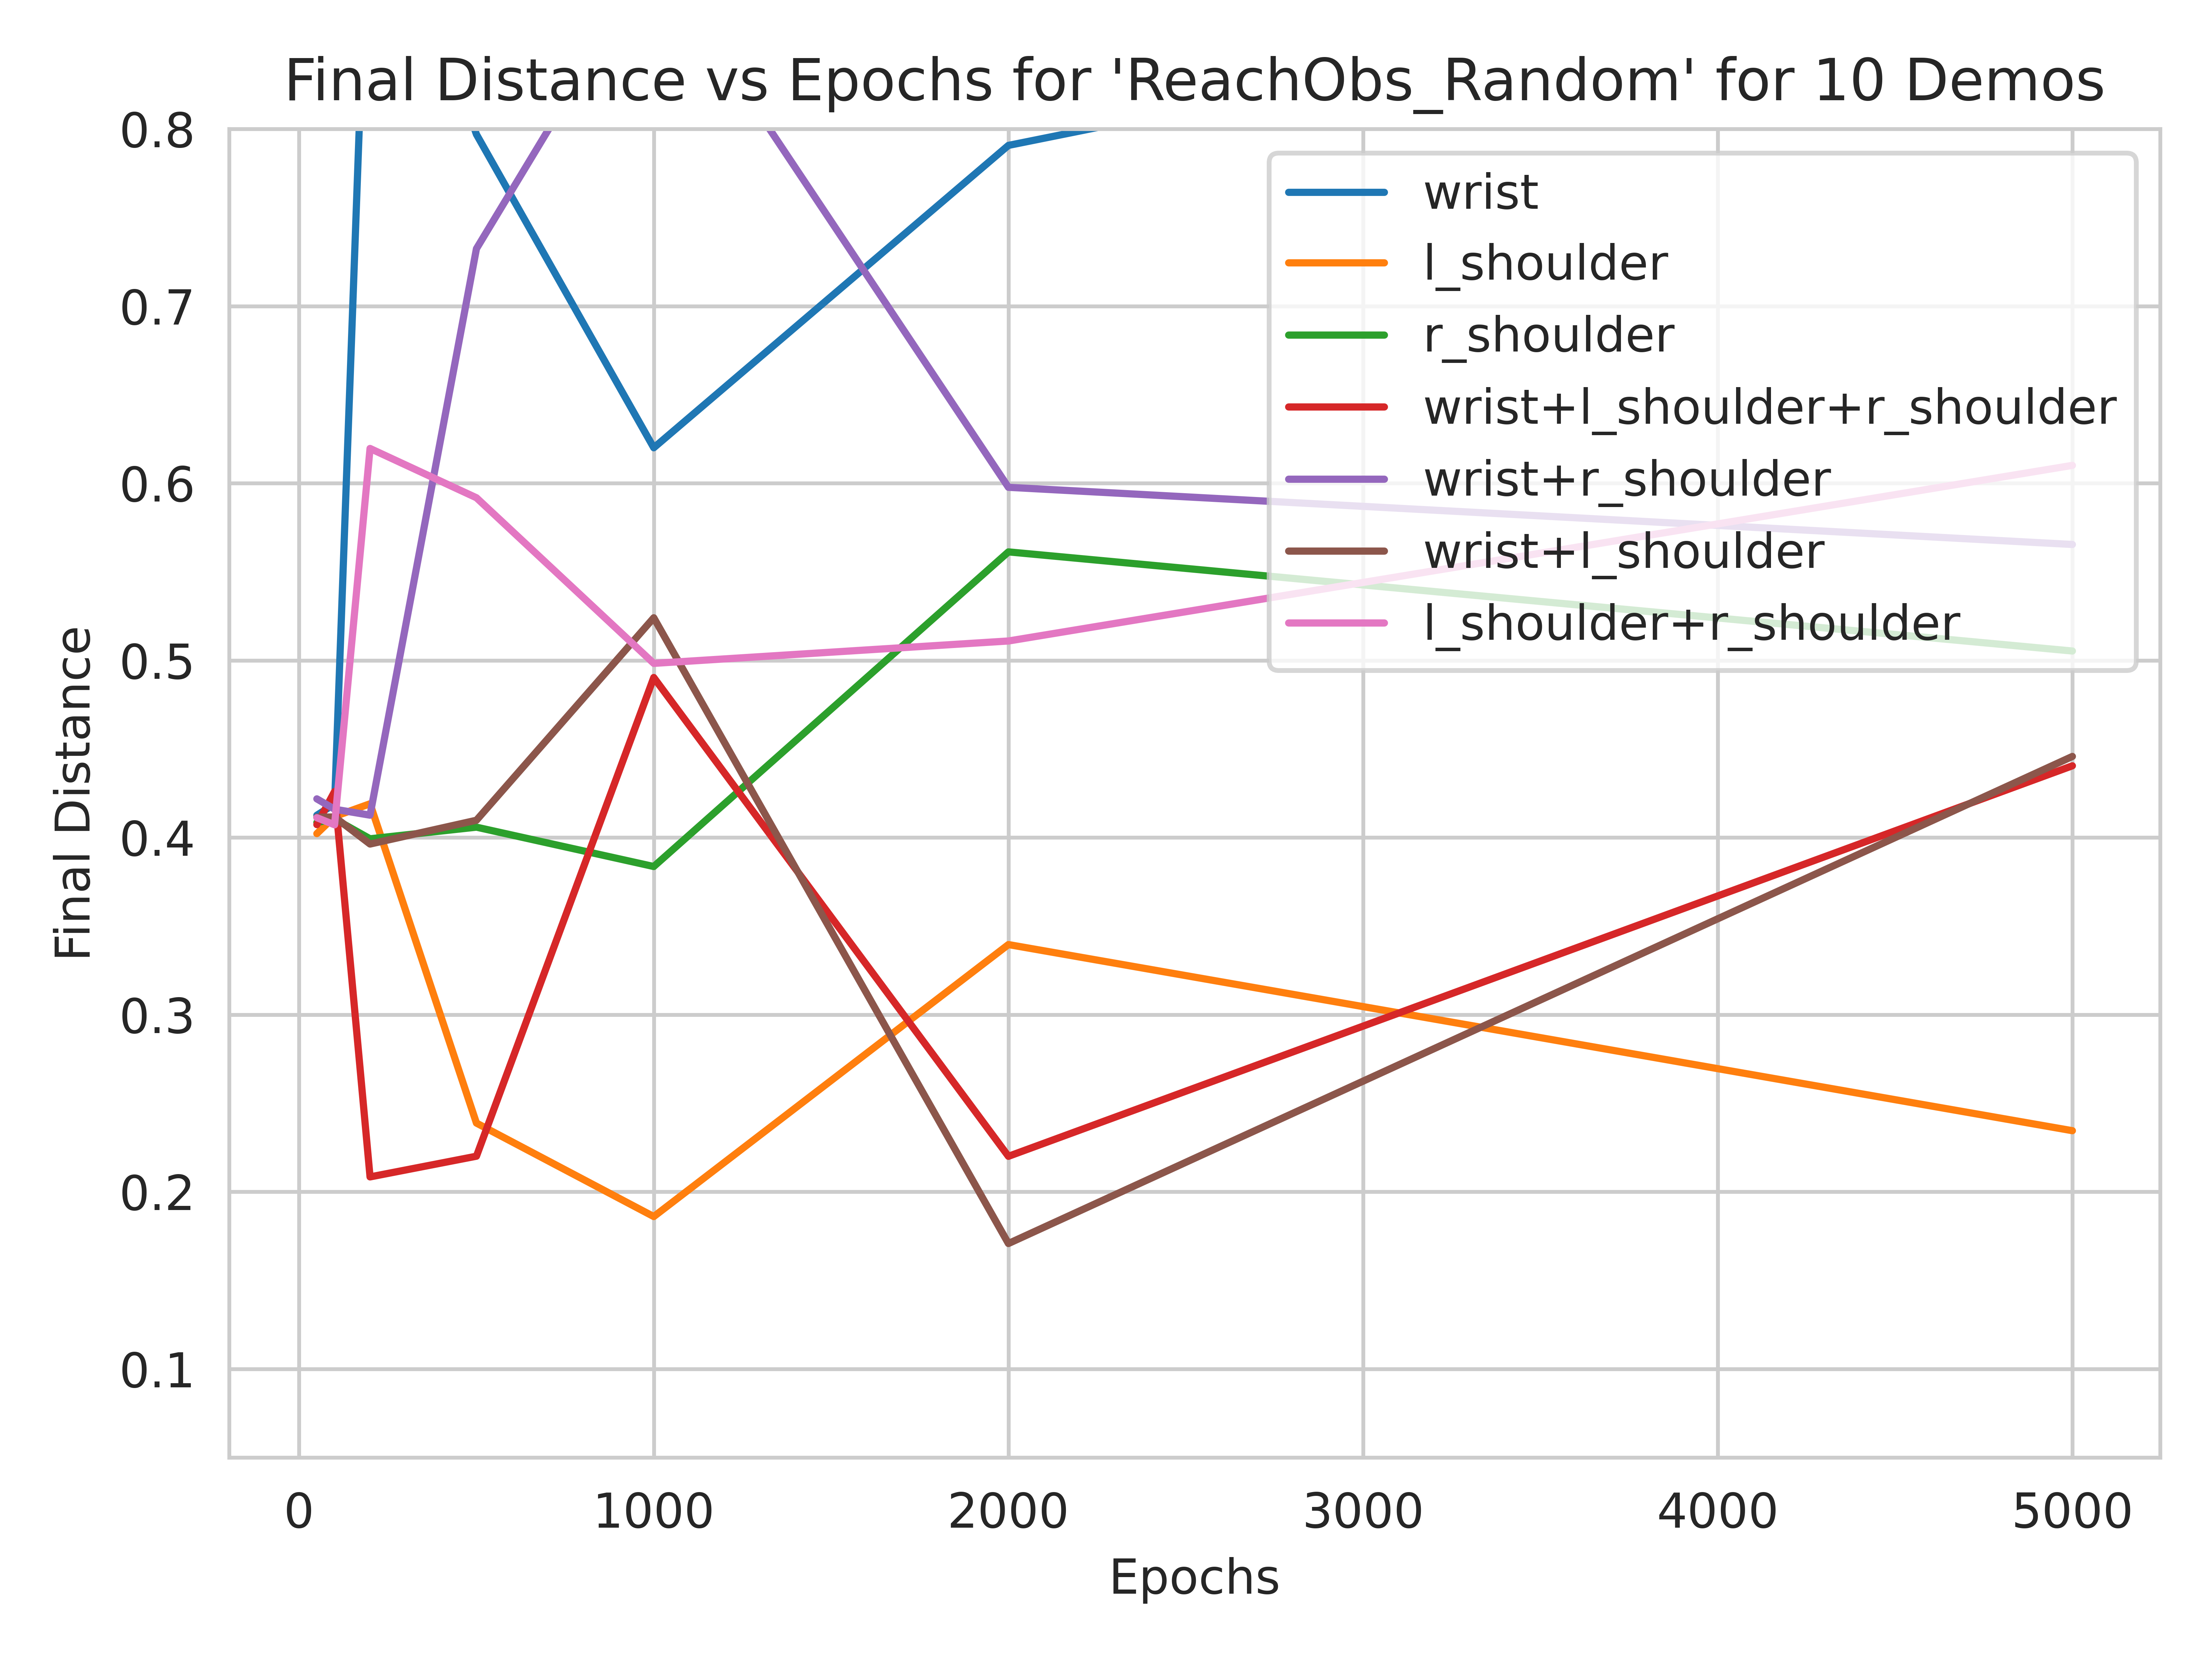 Final Distance vs Epochs for 'ReachObs_Random' for 10 Demos
0.8
0.7
0.6
0.5
0.4
0.3
0.2
0.1
Final Distance
wrist
l_shoulder
r_shoulder
wrist+l_shoulder+r_shoulder
wrist+r_shoulder
wrist+l_shoulder
l_shoulder+r_shoulder
0 1000 2000 3000 4000 5000
Epochs